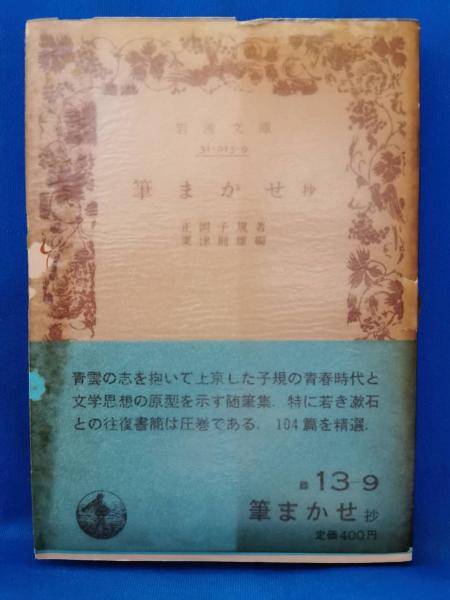 岩波文庫
31-013-9
筆まかせ 抄
正岡子規著
粟津則雄編
青雲の志を抱いて上京した子規の青春時代と
文学思想の原型を示す随筆集. 特に若き漱石
との往復書簡は圧巻である. 104篇を精選.
緑 13-9
筆まかせ 抄
定価400円